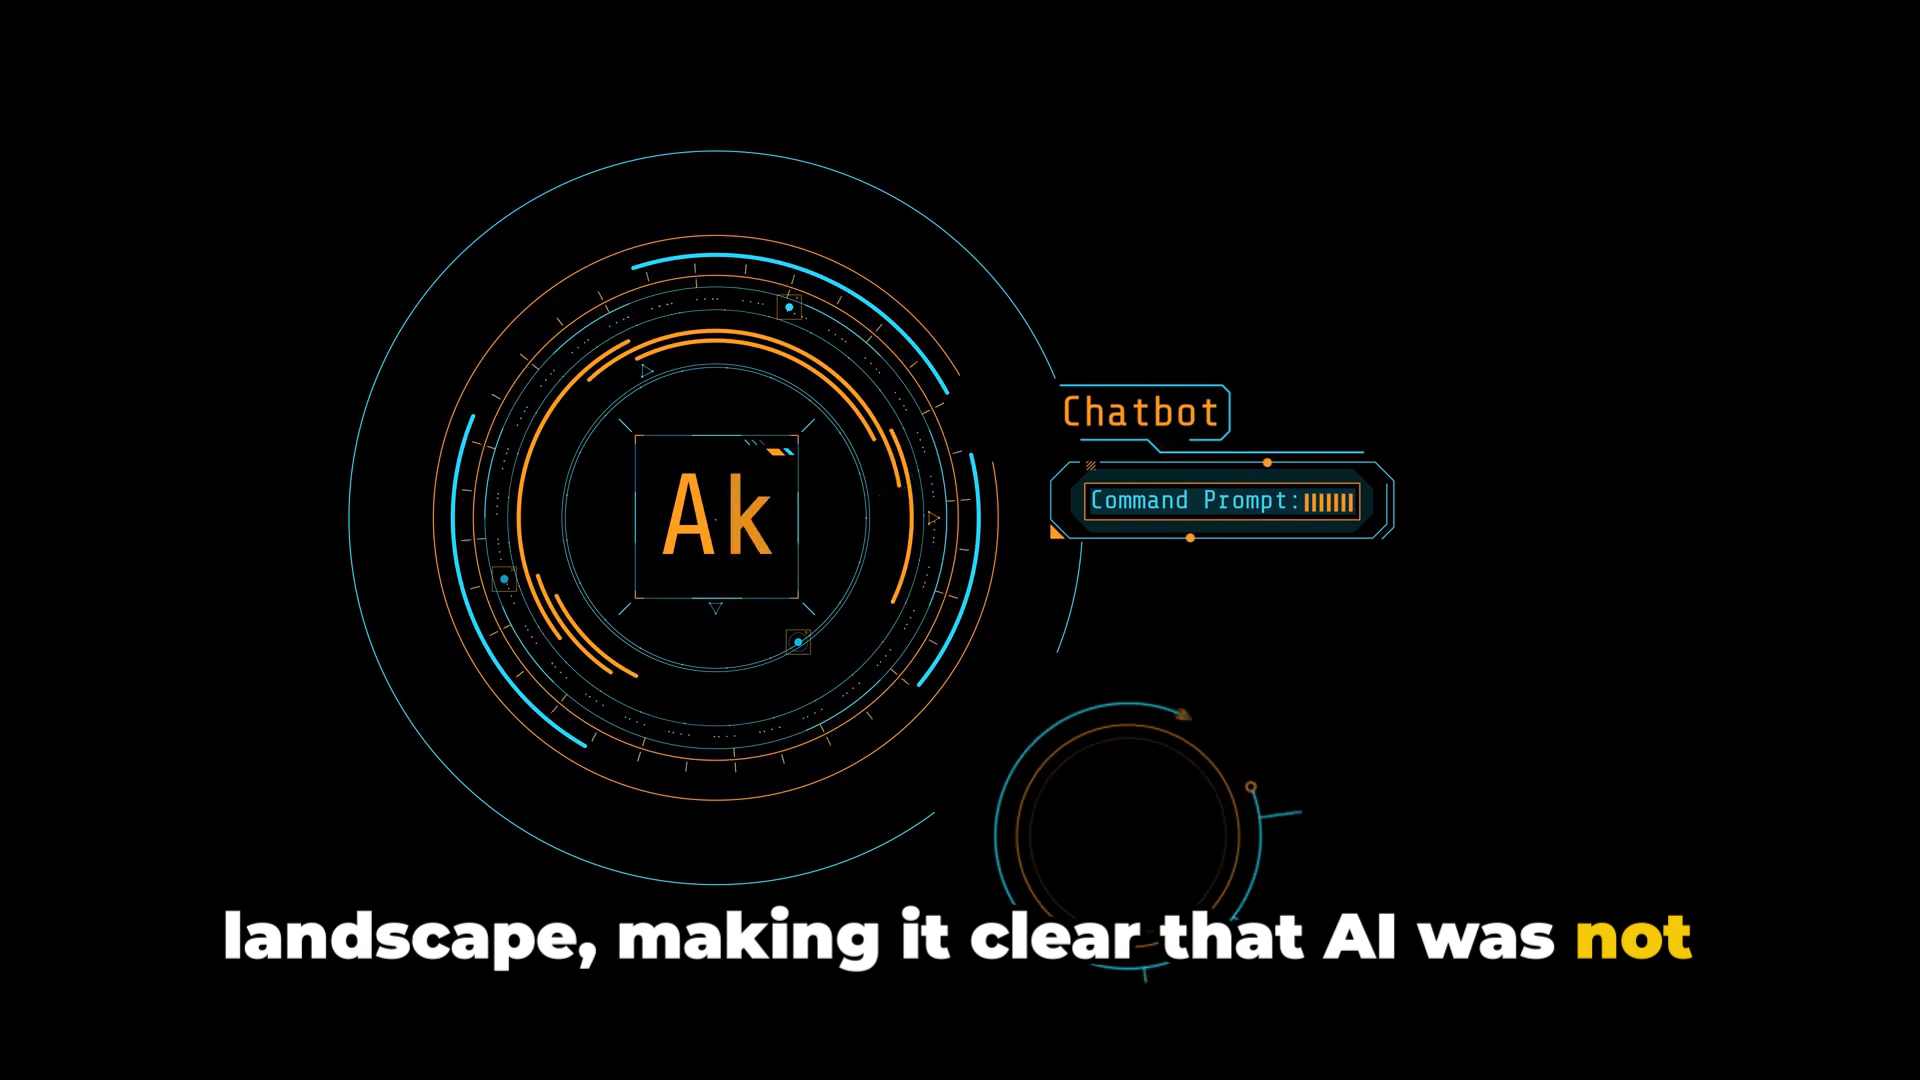 Ak
Chatbot
Command Prompt:
landscape, making it clear that AI was not